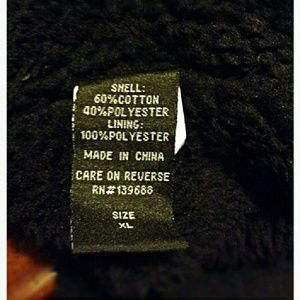 SHELL:
60%COTTON
40%POLYESTER
LINING:
100%POLYESTER
MADE IN CHINA
CARE ON REVERSE
RN#139688
SIZE
XL